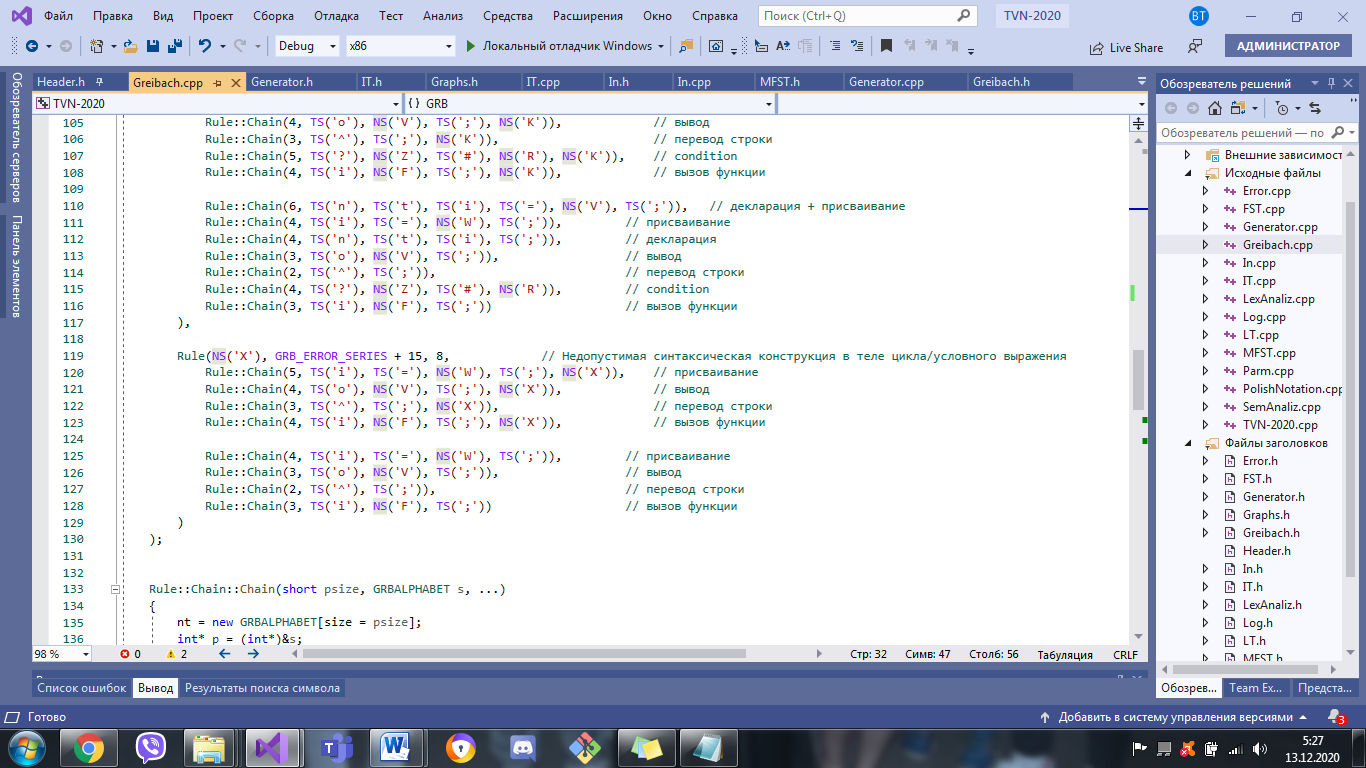 Файл Правка Вид Проект Сборка Отладка Тест Анализ Средства Расширения Окно Справка Поиск (Ctrl+Q) TVN-2020 ВТ
Debug x86 Локальный отладчик Windows Live Share АДМИНИСТРАТОР
Обозреватель серверов
Панель элементов
Header.h Greibach.cpp Generator.h IT.h Graphs.h IT.cpp In.h In.cpp MFST.h Generator.cpp Greibach.h
TVN-2020 {} GRB
105 Rule::Chain(4, TS('o'), NS('V'), TS(';'), NS('K')), // вывод
106 Rule::Chain(3, TS('^'), TS(';'), NS('K')), // перевод строки
107 Rule::Chain(5, TS('?'), NS('Z'), TS('#'), NS('R'), NS('K')), // condition
108 Rule::Chain(4, TS('i'), NS('F'), TS(';'), NS('K')), // вызов функции
109
110 Rule::Chain(6, TS('n'), TS('t'), TS('i'), TS('='), NS('V'), TS(';')), // декларация + присваивание
111 Rule::Chain(4, TS('i'), TS('='), NS('W'), TS(';')), // присваивание
112 Rule::Chain(4, TS('n'), TS('t'), TS('i'), TS(';')), // декларация
113 Rule::Chain(3, TS('o'), NS('V'), TS(';')), // вывод
114 Rule::Chain(2, TS('^'), TS(';')), // перевод строки
115 Rule::Chain(4, TS('?'), NS('Z'), TS('#'), NS('R')), // condition
116 Rule::Chain(3, TS('i'), NS('F'), TS(';')) // вызов функции
117 ),
118
119 Rule(NS('X'), GRB_ERROR_SERIES + 15, 8, // Недопустимая синтаксическая конструкция в теле цикла/условного выражения
120 Rule::Chain(5, TS('i'), TS('='), NS('W'), TS(';'), NS('X')), // присваивание
121 Rule::Chain(4, TS('o'), NS('V'), TS(';'), NS('X')), // вывод
122 Rule::Chain(3, TS('^'), TS(';'), NS('X')), // перевод строки
123 Rule::Chain(4, TS('i'), NS('F'), TS(';'), NS('X')), // вызов функции
124
125 Rule::Chain(4, TS('i'), TS('='), NS('W'), TS(';')), // присваивание
126 Rule::Chain(3, TS('o'), NS('V'), TS(';')), // вывод
127 Rule::Chain(2, TS('^'), TS(';')), // перевод строки
128 Rule::Chain(3, TS('i'), NS('F'), TS(';')) // вызов функции
129 )
130 );
131
132
133 Rule::Chain::Chain(short psize, GRBALPHABET s, ...)
134 {
135 nt = new GRBALPHABET[size = psize];
136 int* p = (int*)&s;
98 % 0 2 Стр: 32 Симв: 47 Столб: 56 Табуляция CRLF
Список ошибок Вывод Результаты поиска символа
Обозреватель решений
Обозреватель решений — по
Внешние зависимост
Исходные файлы
Error.cpp
FST.cpp
Generator.cpp
Greibach.cpp
In.cpp
IT.cpp
LexAnaliz.cpp
Log.cpp
LT.cpp
MFST.cpp
Parm.cpp
PolishNotation.cpp
SemAnaliz.cpp
TVN-2020.cpp
Файлы заголовков
Error.h
FST.h
Generator.h
Graphs.h
Greibach.h
Header.h
In.h
IT.h
LexAnaliz.h
Log.h
LT.h
MFST.h
Обозрев... Team Ex... Предста...
Готово Добавить в систему управления версиями 3
5:27
13.12.2020